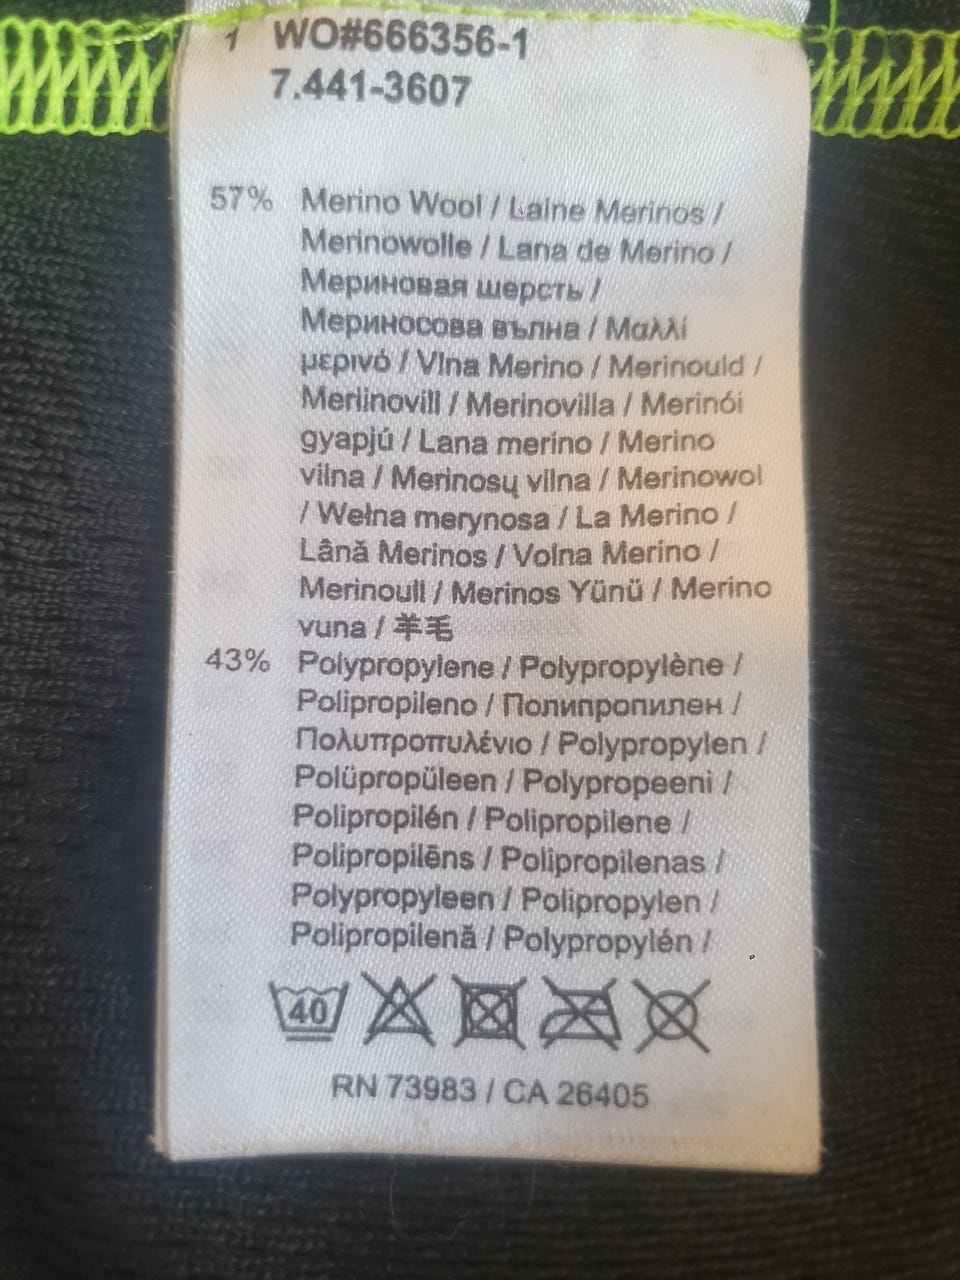 1 WO#666356-1
7.441-3607
57% Merino Wool / Laine Merinos /
Merinowolle / Lana de Merino /
Мериновая шерсть /
Мериносова вълна / Μαλλί
μερινό / Vlna Merino / Merinould /
Meriinovill / Merinovilla / Merinói
gyapjú / Lana merino / Merino
vilna / Merinosų vilna / Merinowol
/ Wełna merynosa / La Merino /
Lână Merinos / Volna Merino /
Merinoull / Merinos Yünü / Merino
vuna / 羊毛
43% Polypropylene / Polypropylène /
Polipropileno / Полипропилен /
Πολυπροπυλένιο / Polypropylen /
Polüpropüleen / Polypropeeni /
Polipropilén / Polipropilene /
Polipropilēns / Polipropilenas /
Polypropyleen / Polipropylen /
Polipropilenă / Polypropylén /
40
RN 73983 / CA 26405